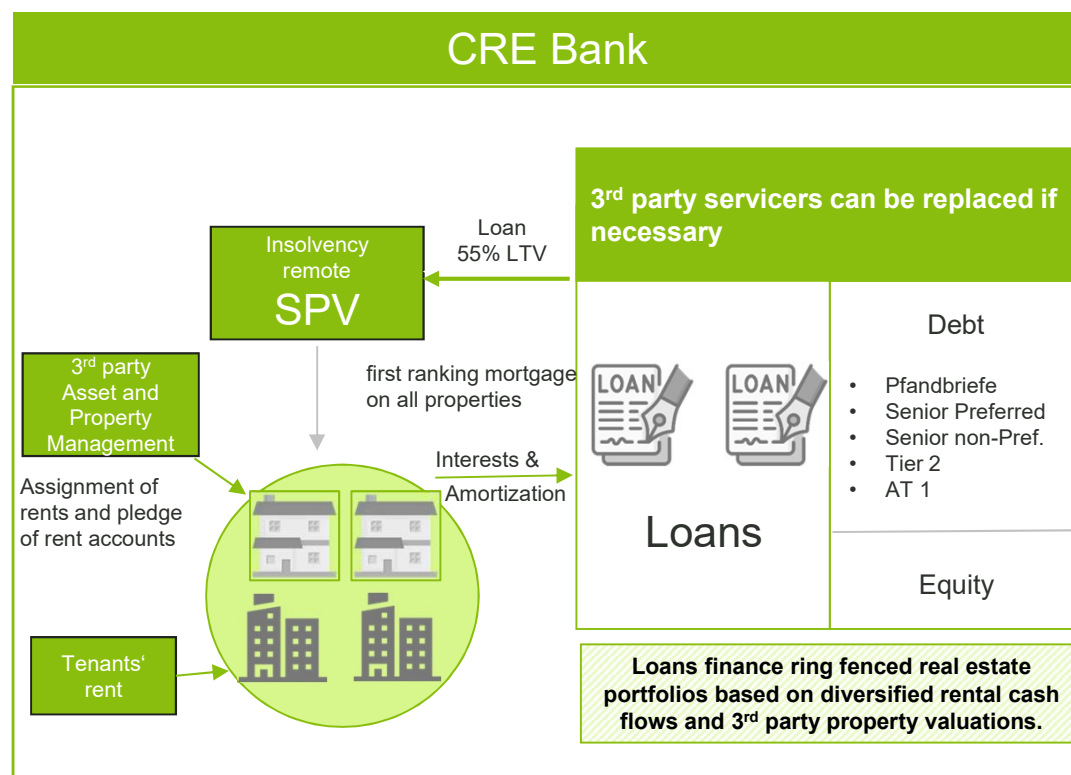 CRE Bank
3rd party servicers can be replaced if
necessary
Loan
55% LTV
Insolvency
remote
SPV
3rd party
Asset and
Property
Management
first ranking mortgage
on all properties
Interests &
Amortization
Assignment of
rents and pledge
of rent accounts
Tenants‘
rent
LOAN
LOAN
Loans
Debt
• Pfandbriefe
• Senior Preferred
• Senior non-Pref.
• Tier 2
• AT 1
Equity
Loans finance ring fenced real estate
portfolios based on diversified rental cash
flows and 3rd party property valuations.